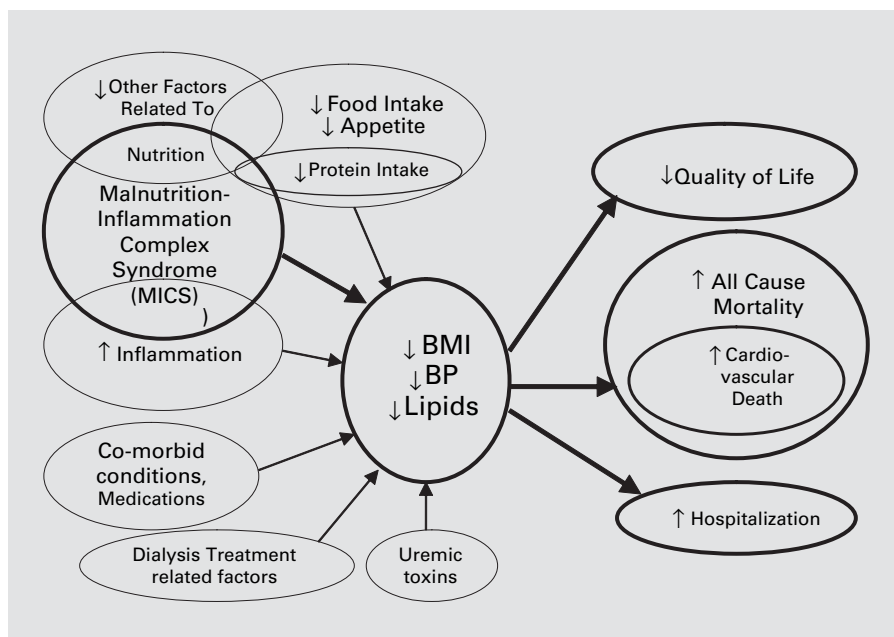 ↓Other Factors
Related To
Nutrition
↓Food Intake
↓ Appetite
↓Protein Intake
Malnutrition-
Inflammation
Complex
Syndrome
(MICS)
)
↑ Inflammation
Co-morbid
conditions,
Medications
Dialysis Treatment
related factors
Uremic
toxins
↓ BMI
↓BP
↓Lipids
↓Quality of Life
↑ All Cause
Mortality
↑ Cardio-
vascular
Death
↑ Hospitalization